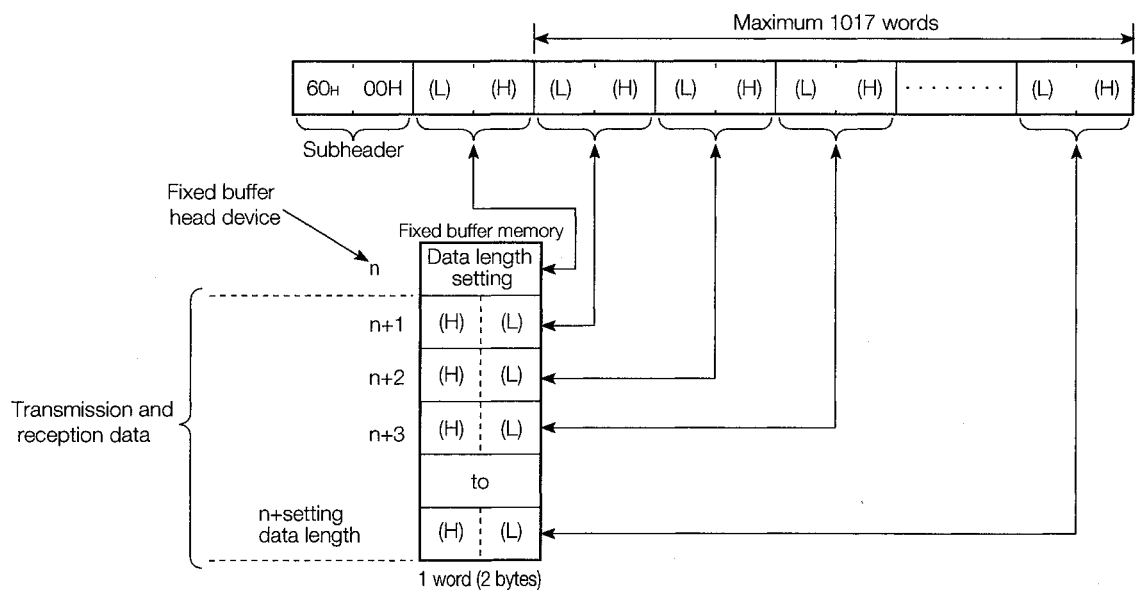 Maximum 1017 words
60H 00H (L) (H) (L) (H) (L) (H) (L) (H) ········ (L) (H)
Subheader
Fixed buffer
head device
Fixed buffer memory
n
Data length
setting
n+1 (H) (L)
n+2 (H) (L)
n+3 (H) (L)
Transmission and
reception data
to
n+setting
data length
(H) (L)
1 word (2 bytes)